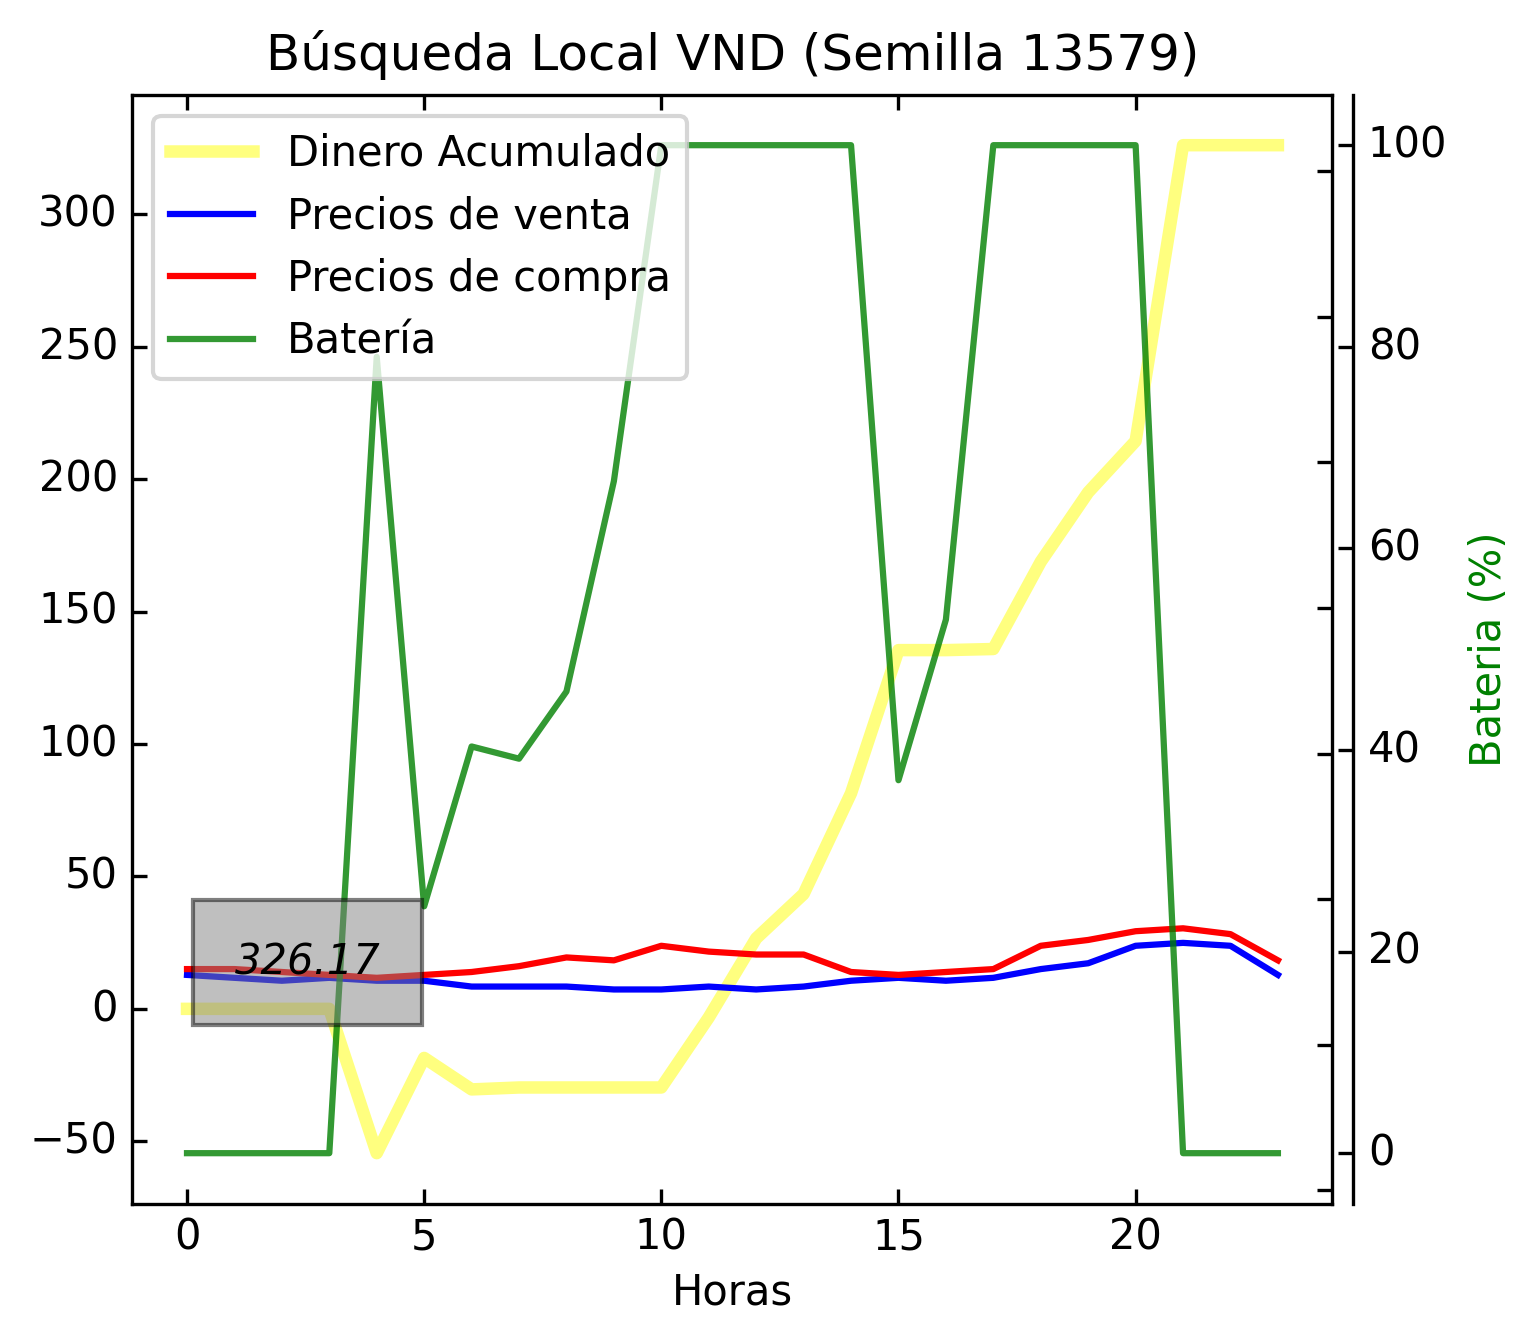 Búsqueda Local VND (Semilla 13579)
Dinero Acumulado
Precios de venta
Precios de compra
Batería
300
250
200
150
100
50
0
−50
326.17
100
80
60
40
20
0
Bateria (%)
0 5 10 15 20
Horas